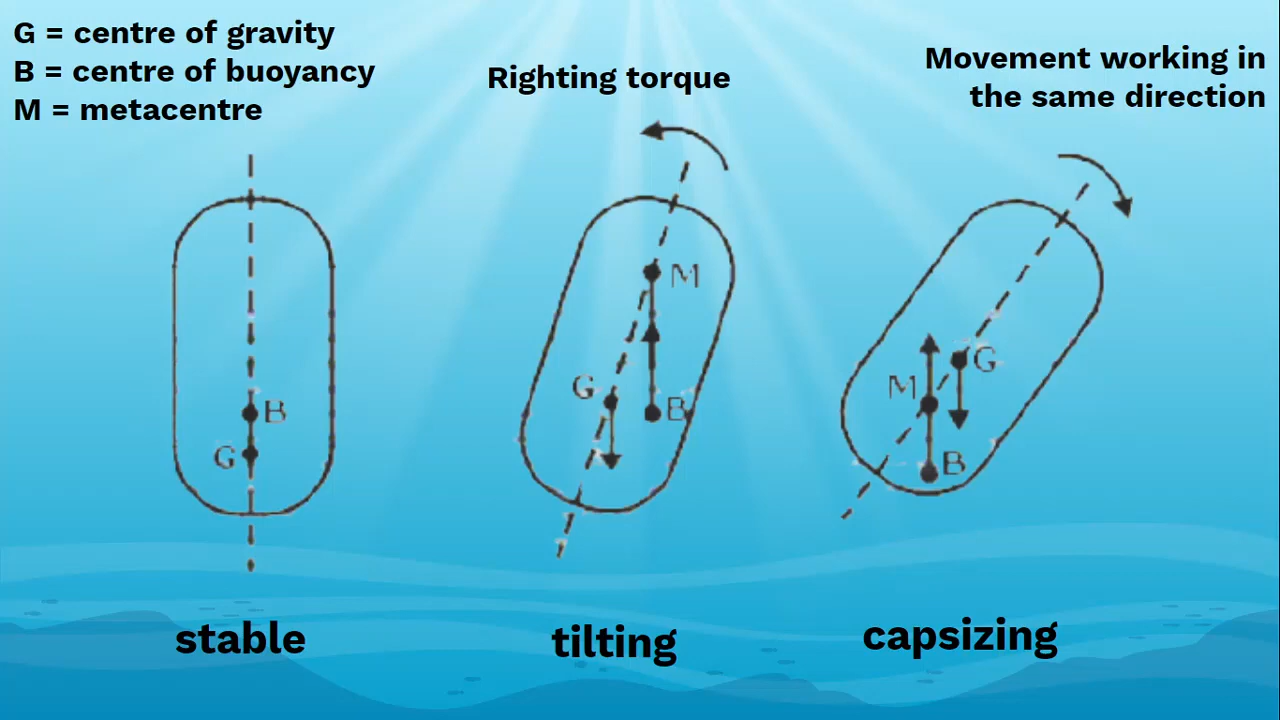 G = centre of gravity
B = centre of buoyancy
M = metacentre
Righting torque
Movement working in
the same direction
B
G
M
G
B
G
M
B
stable
tilting
capsizing